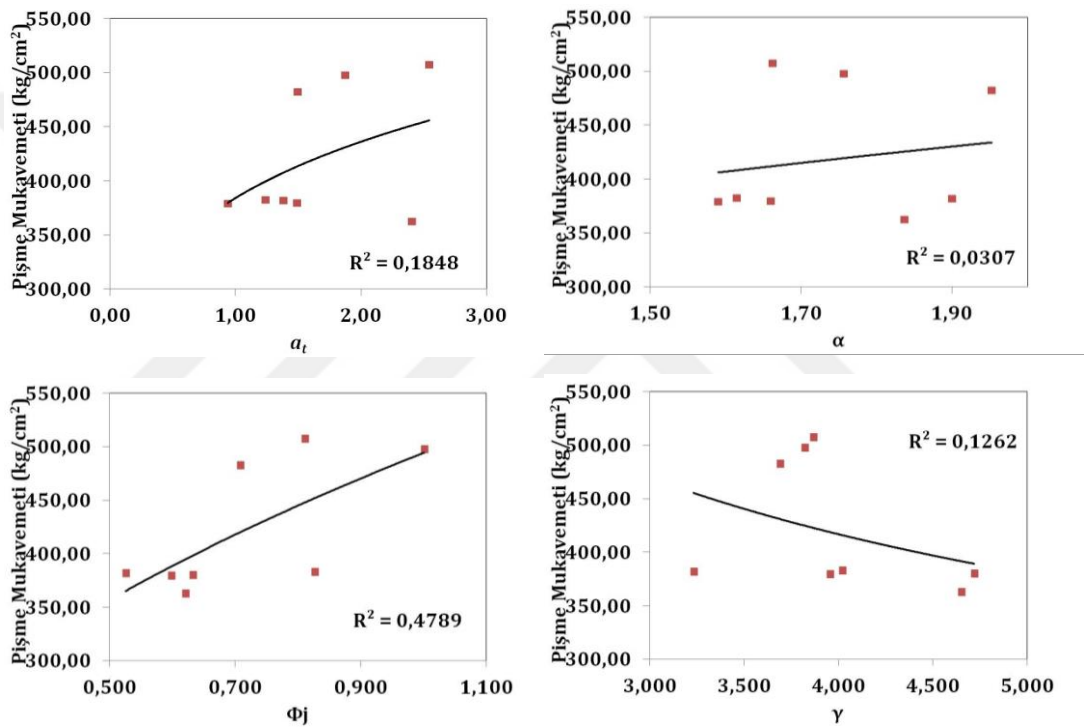 Pişme Mukavemeti (kg/cm²)
550,00
500,00
450,00
400,00
350,00
300,00
R² = 0,1848
0,00 1,00 2,00 3,00
aₜ
Pişme Mukavemeti (kg/cm²)
550,00
500,00
450,00
400,00
350,00
300,00
R² = 0,0307
1,50 1,70 1,90
α
Pişme Mukavemeti (kg/cm²)
550,00
500,00
450,00
400,00
350,00
300,00
R² = 0,4789
0,500 0,700 0,900 1,100
Φj
Pişme Mukavemeti (kg/cm²)
550,00
500,00
450,00
400,00
350,00
300,00
R² = 0,1262
3,000 3,500 4,000 4,500 5,000
γ